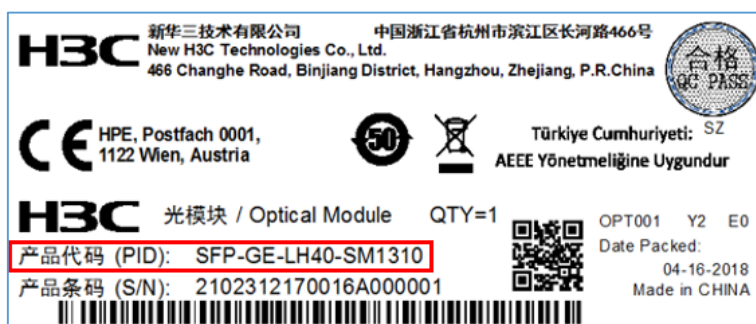 H3C
新华三技术有限公司 中国浙江省杭州市滨江区长河路466号
New H3C Technologies Co., Ltd.
466 Changhe Road, Binjiang District, Hangzhou, Zhejiang, P.R.China
合格
QC PASS
SZ
CE
HPE, Postfach 0001,
1122 Wien, Austria
50
Türkiye Cumhuriyeti:
AEEE Yönetmeliğine Uygundur
H3C 光模块 / Optical Module QTY=1
产品代码 (PID): SFP-GE-LH40-SM1310
产品条码 (S/N): 2102312170016A000001
OPT001 Y2 E0
Date Packed:
04-16-2018
Made in CHINA